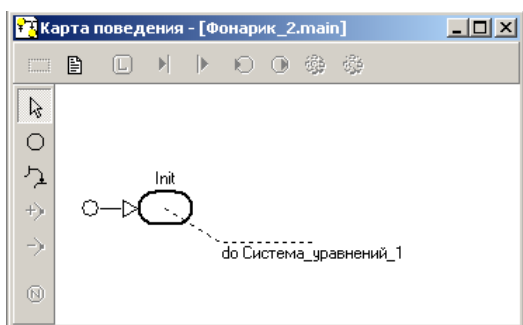 Карта поведения - [Фонарик_2.main]
L
Init
do Система_уравнений_1
N